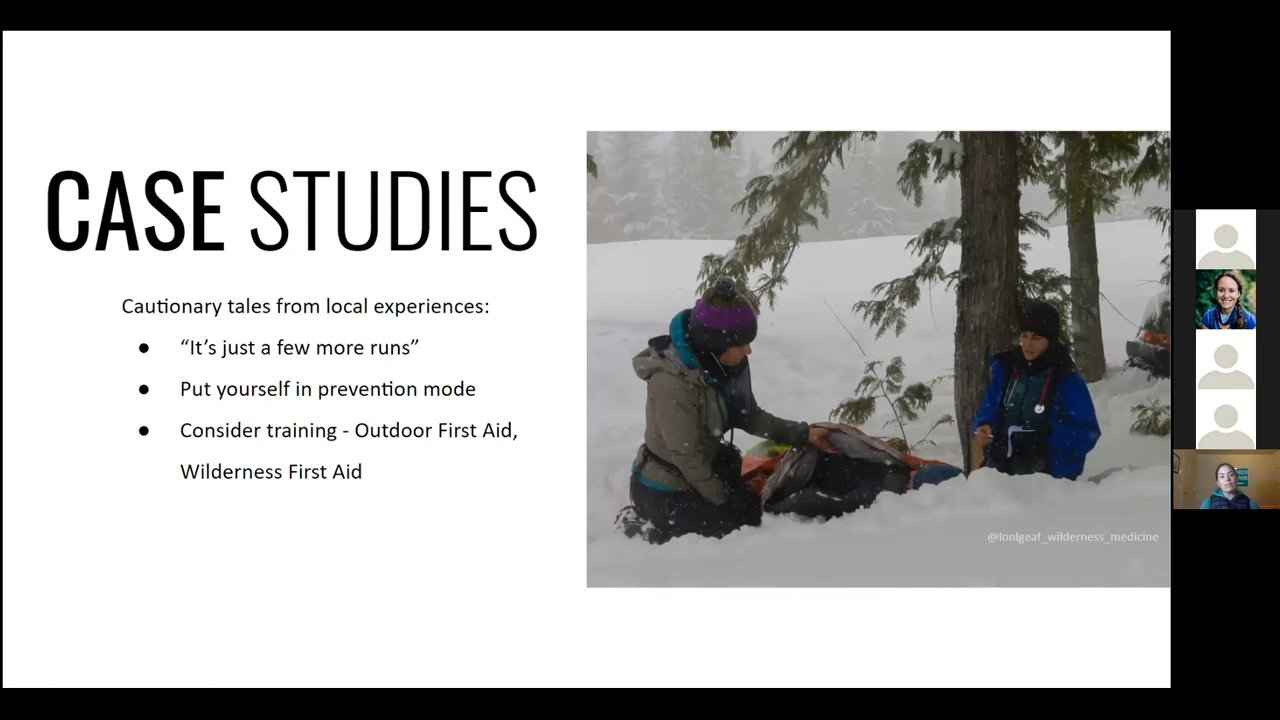 CASE STUDIES
Cautionary tales from local experiences:
● “It’s just a few more runs”
● Put yourself in prevention mode
● Consider training - Outdoor First Aid,
Wilderness First Aid
@lonlgeaf_wilderness_medicine